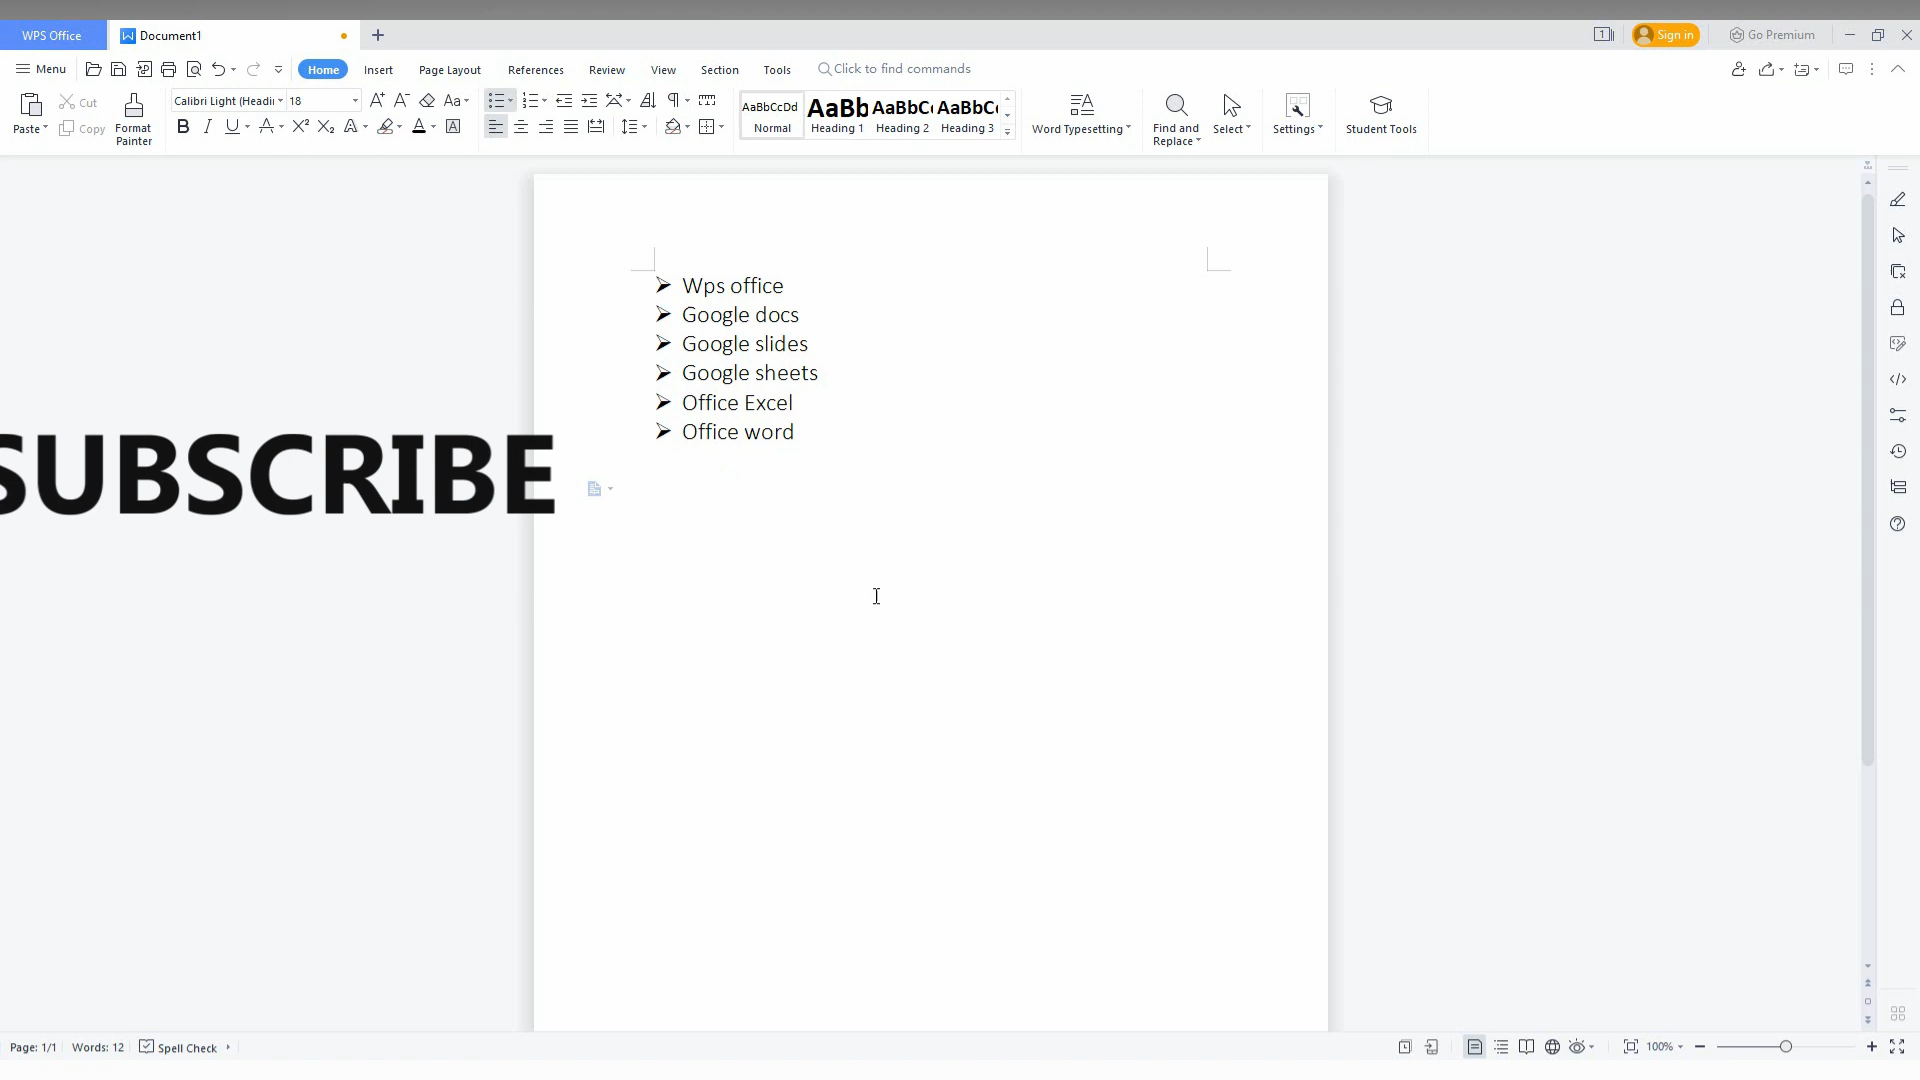 WPS Office
Document1
Sign in
Go Premium
Menu
Home Insert Page Layout References Review View Section Tools Click to find commands
Paste Cut Copy Format Painter
Calibri Light (Headi 18
AaBbCcDd AaBb AaBbC AaBbC
Normal Heading 1 Heading 2 Heading 3
Word Typesetting Find and Replace Select Settings Student Tools
➢ Wps office
➢ Google docs
➢ Google slides
➢ Google sheets
➢ Office Excel
➢ Office word
SUBSCRIBE
Page: 1/1 Words: 12 Spell Check 100%